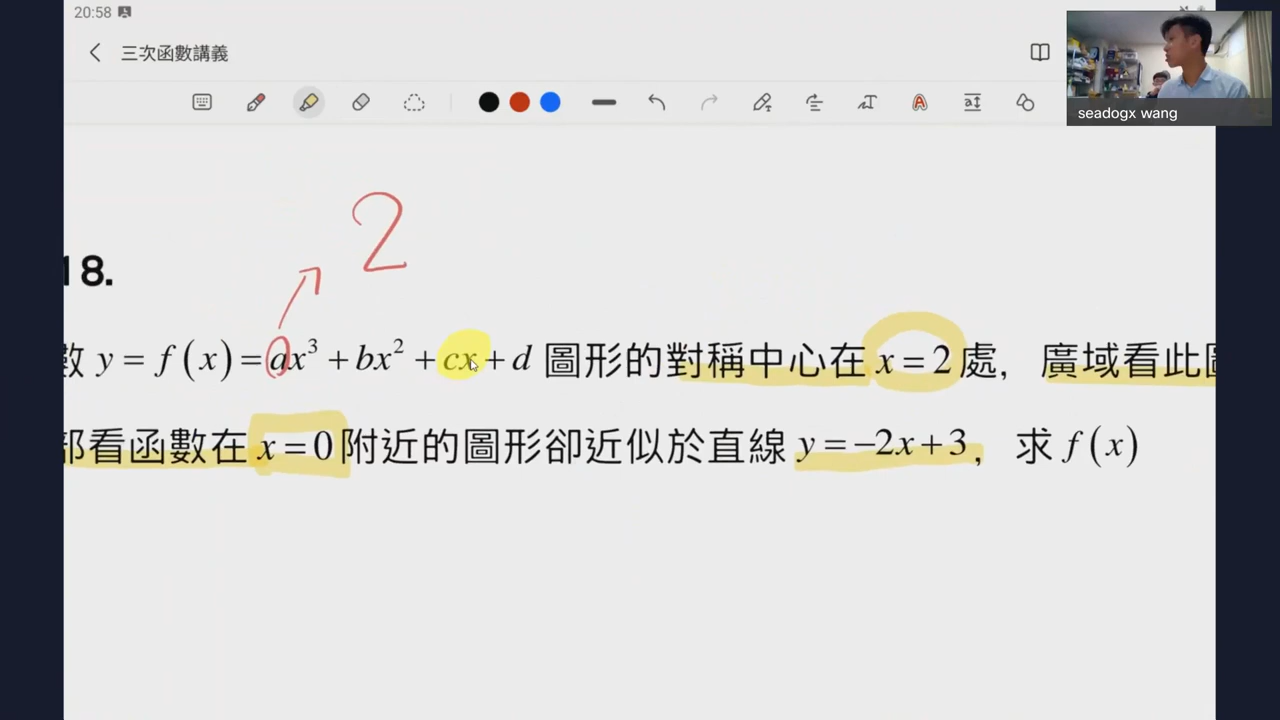 20:58
三次函數講義
seadogx wang
2
18.
數 y = f(x) = ax³ + bx² + cx + d 圖形的對稱中心在 x = 2 處，廣域看此圖
部看函數在 x = 0 附近的圖形卻近似於直線 y = −2x + 3，求 f(x)